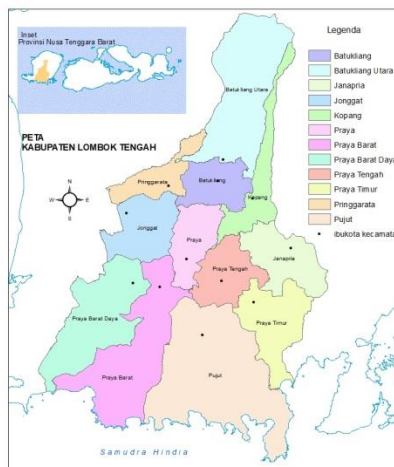 Inset
Provinsi Nusa Tenggara Barat
PETA
KABUPATEN LOMBOK TENGAH
N
W
E
S
Legenda
Batukliang
Batukliang Utara
Janapria
Jonggat
Kopang
Praya
Praya Barat
Praya Barat Daya
Praya Tengah
Praya Timur
Pringgarata
Pujut
ibukota kecamata
Batukliang Utara
Pringgarata
Batukliang
Kopang
Jonggat
Praya
Janapria
Praya Tengah
Praya Barat Daya
Praya Timur
Praya Barat
Pujut
Samudra Hindia